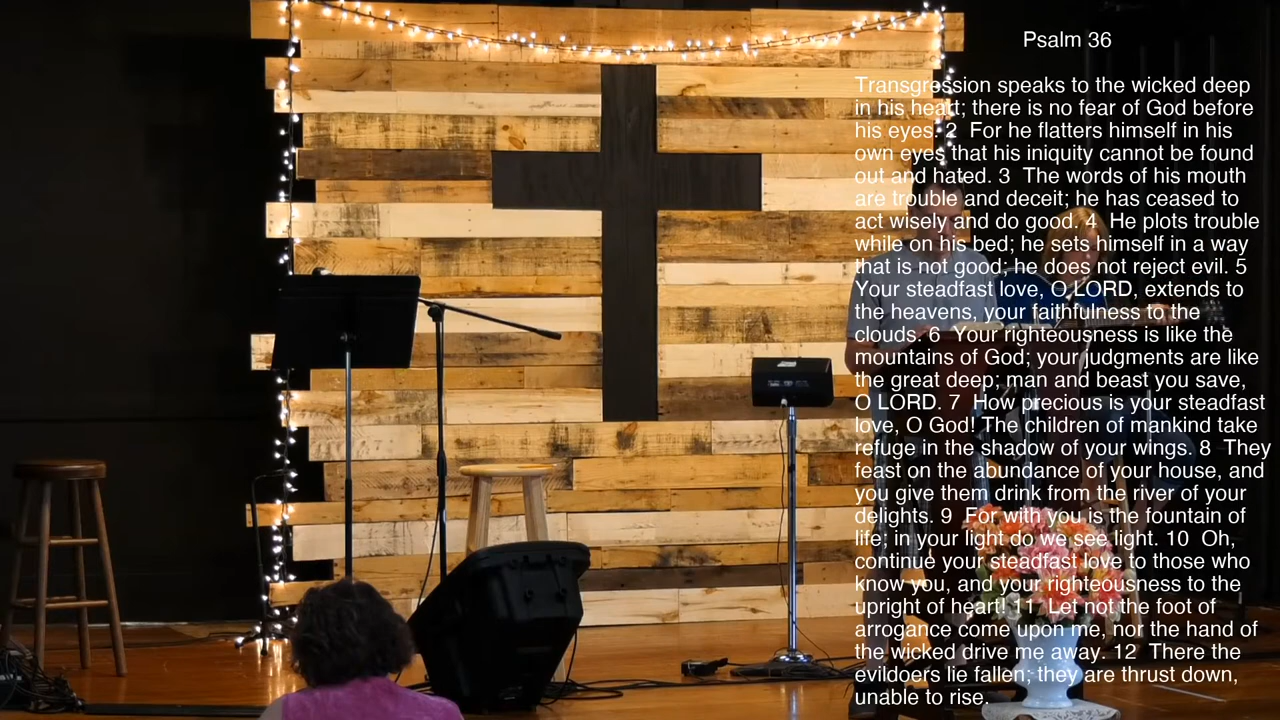 Psalm 36
Transgression speaks to the wicked deep
in his heart; there is no fear of God before
his eyes. 2 For he flatters himself in his
own eyes that his iniquity cannot be found
out and hated. 3 The words of his mouth
are trouble and deceit; he has ceased to
act wisely and do good. 4 He plots trouble
while on his bed; he sets himself in a way
that is not good; he does not reject evil. 5
Your steadfast love, O LORD, extends to
the heavens, your faithfulness to the
clouds. 6 Your righteousness is like the
mountains of God; your judgments are like
the great deep; man and beast you save,
O LORD. 7 How precious is your steadfast
love, O God! The children of mankind take
refuge in the shadow of your wings. 8 They
feast on the abundance of your house, and
you give them drink from the river of your
delights. 9 For with you is the fountain of
life; in your light do we see light. 10 Oh,
continue your steadfast love to those who
know you, and your righteousness to the
upright of heart! 11 Let not the foot of
arrogance come upon me, nor the hand of
the wicked drive me away. 12 There the
evildoers lie fallen; they are thrust down,
unable to rise.